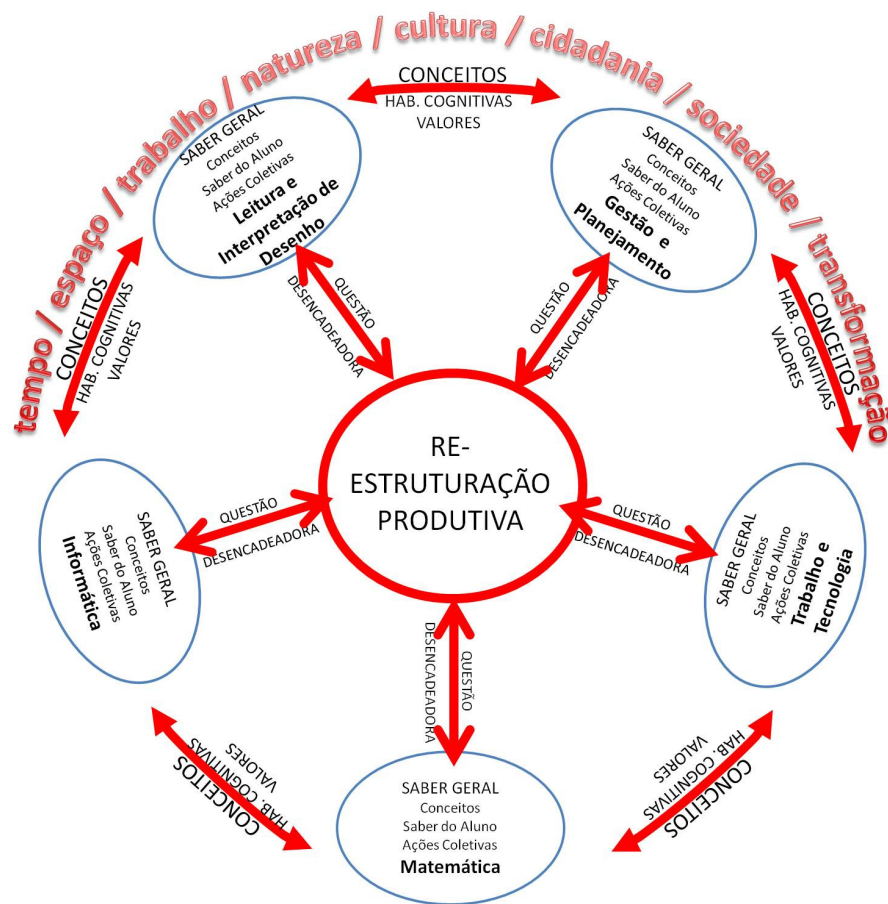 tempo / espaço / trabalho / natureza / cultura / cidadania / sociedade / transformação
CONCEITOS
HAB. COGNITIVAS
VALORES
SABER GERAL
Conceitos
Saber do Aluno
Ações Coletivas
Leitura e
Interpretação de
Desenho
SABER GERAL
Conceitos
Saber do Aluno
Ações Coletivas
Gestão e
Planejamento
CONCEITOS
HAB. COGNITIVAS
VALORES
CONCEITOS
HAB. COGNITIVAS
VALORES
QUESTÃO
DESENCADEADORA
QUESTÃO
DESENCADEADORA
RE-
ESTRUTURAÇÃO
PRODUTIVA
SABER GERAL
Conceitos
Saber do Aluno
Ações Coletivas
Informática
QUESTÃO
DESENCADEADORA
QUESTÃO
DESENCADEADORA
SABER GERAL
Conceitos
Saber do Aluno
Ações Coletivas
Trabalho e
Tecnologia
QUESTÃO
DESENCADEADORA
CONCEITOS
HAB. COGNITIVAS
VALORES
CONCEITOS
HAB. COGNITIVAS
VALORES
SABER GERAL
Conceitos
Saber do Aluno
Ações Coletivas
Matemática